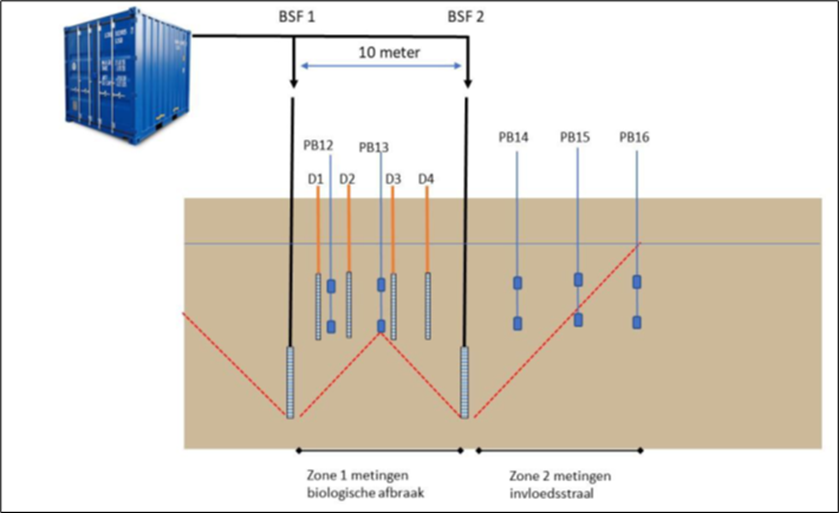 BSF 1
BSF 2
10 meter
PB12
PB13
PB14
PB15
PB16
D1
D2
D3
D4
Zone 1 metingen
biologische afbraak
Zone 2 metingen
invloedsstraal